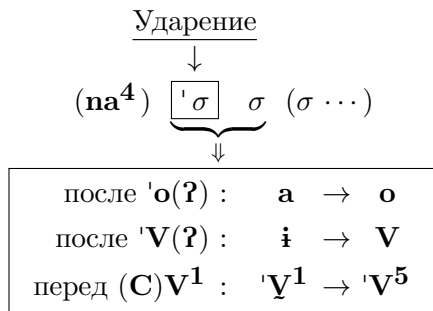 Ударение
↓
(na⁴) ˈσ σ (σ ⋯)
⇓
после ˈo(ʔ) : a → o
после ˈV(ʔ) : ɨ → V
перед (C)V¹ : ˈV̰¹ → ˈV⁵